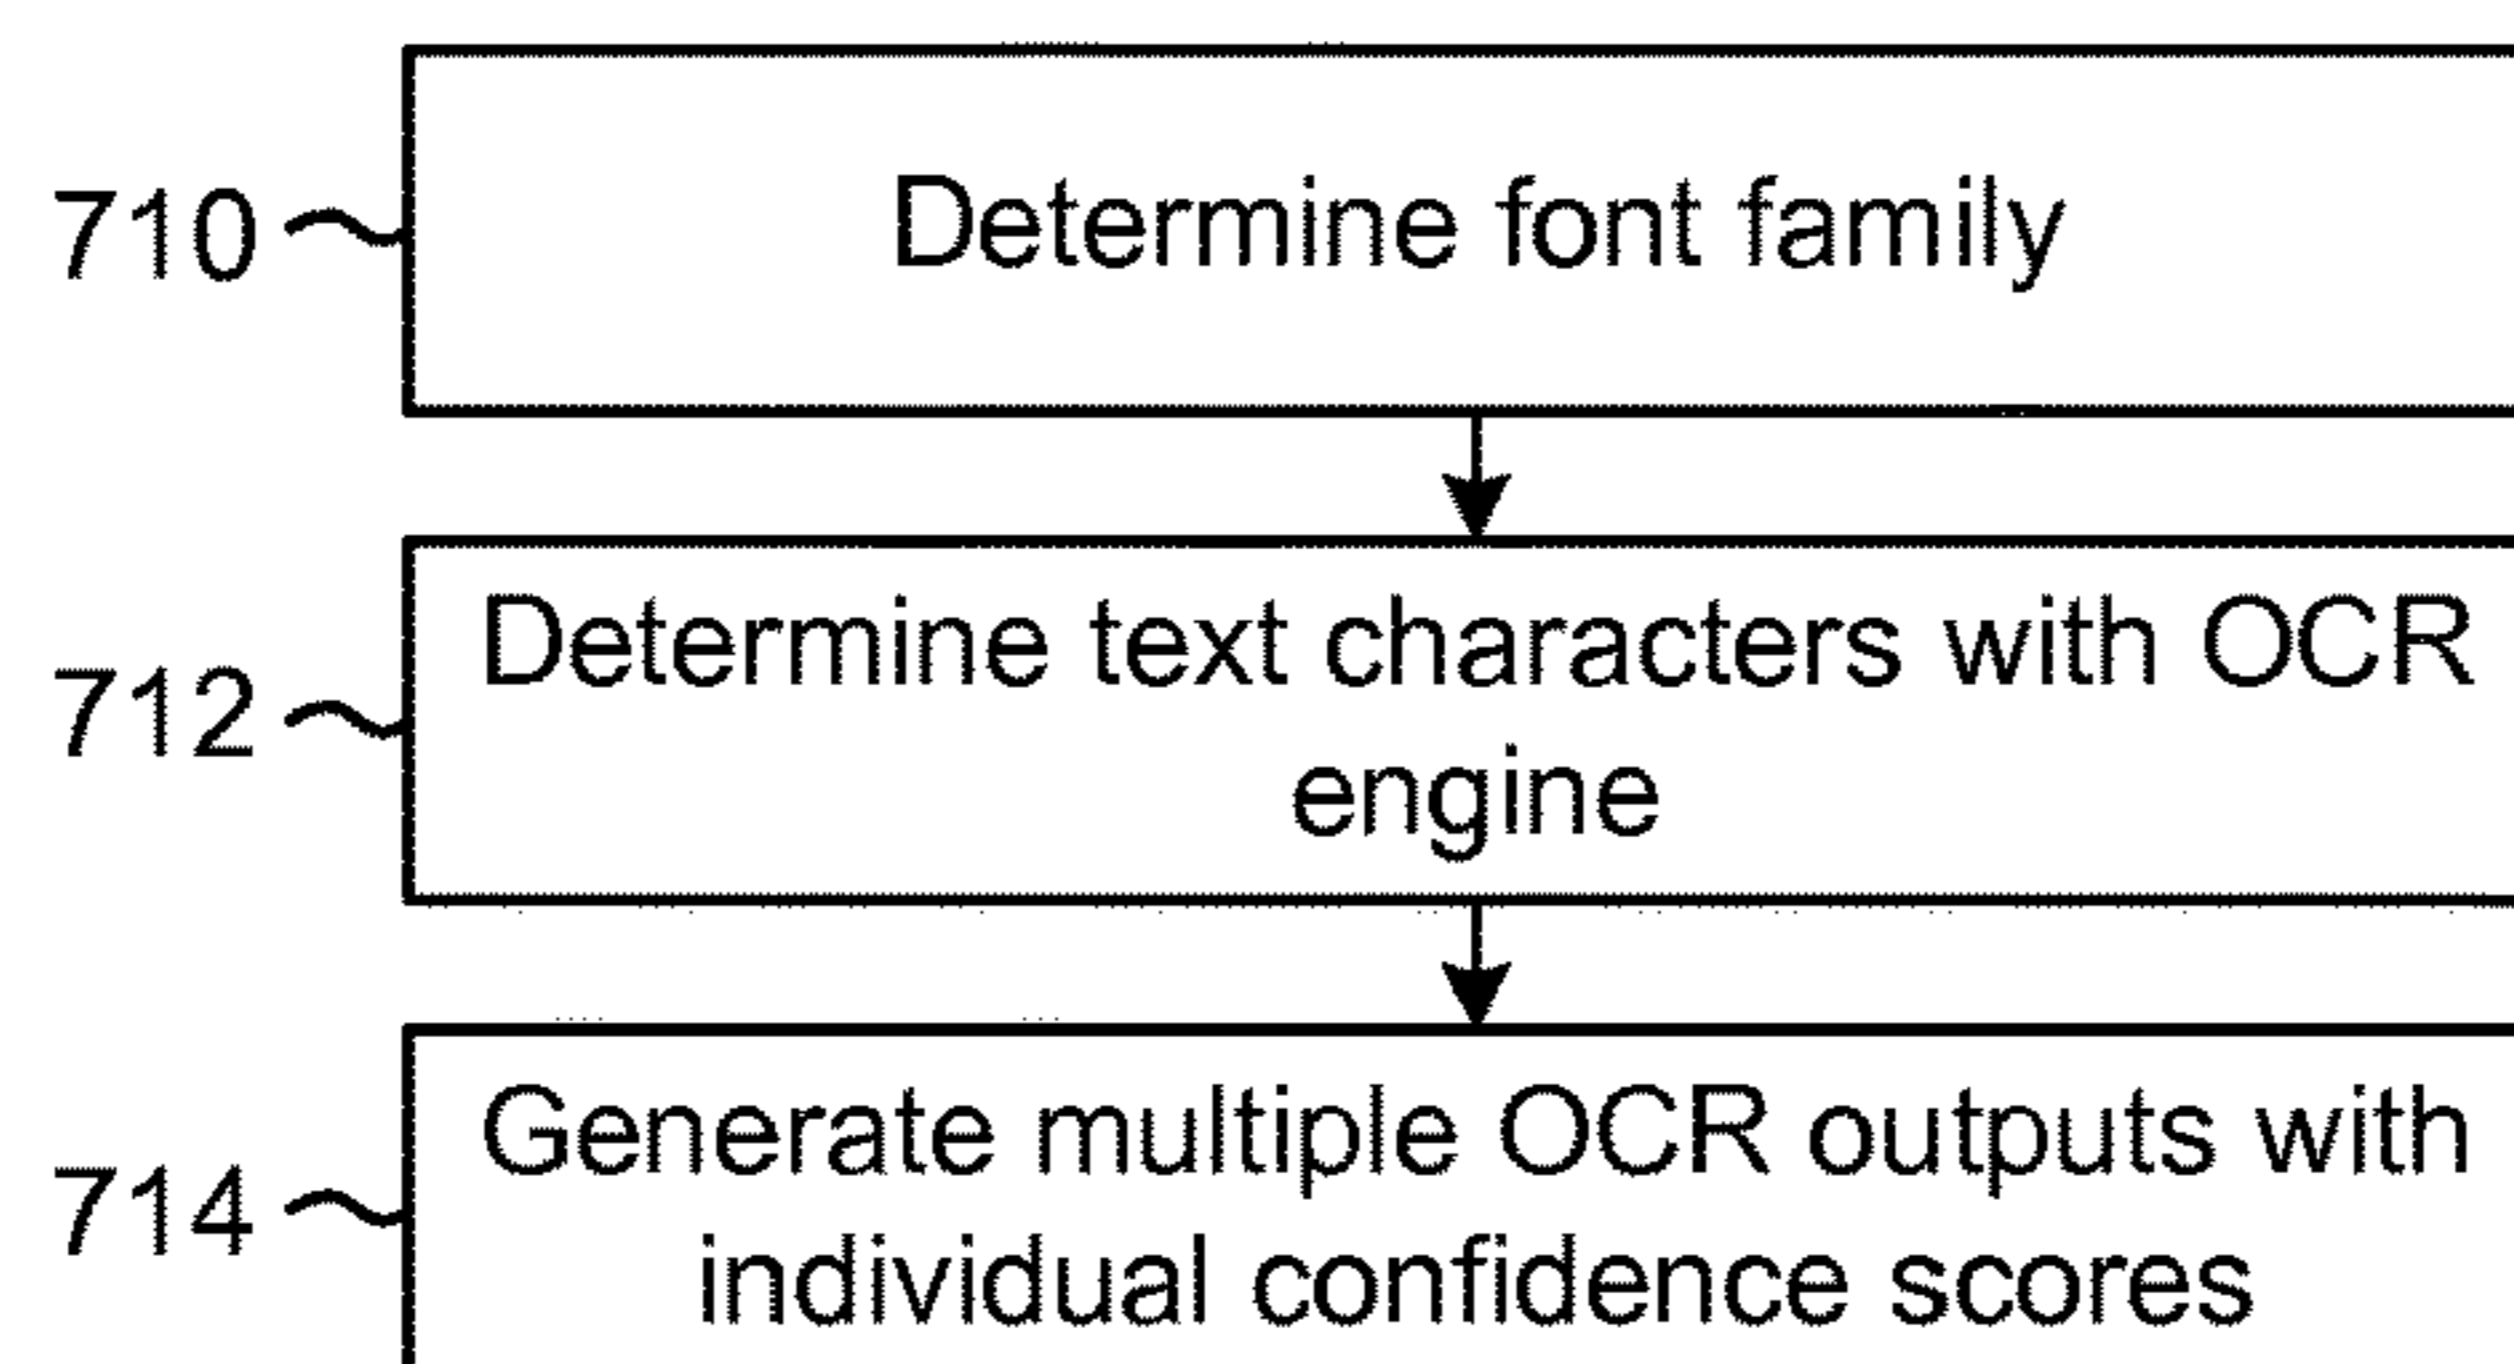 710
Determine font family
712
Determine text characters with OCR
engine
714
Generate multiple OCR outputs with
individual confidence scores